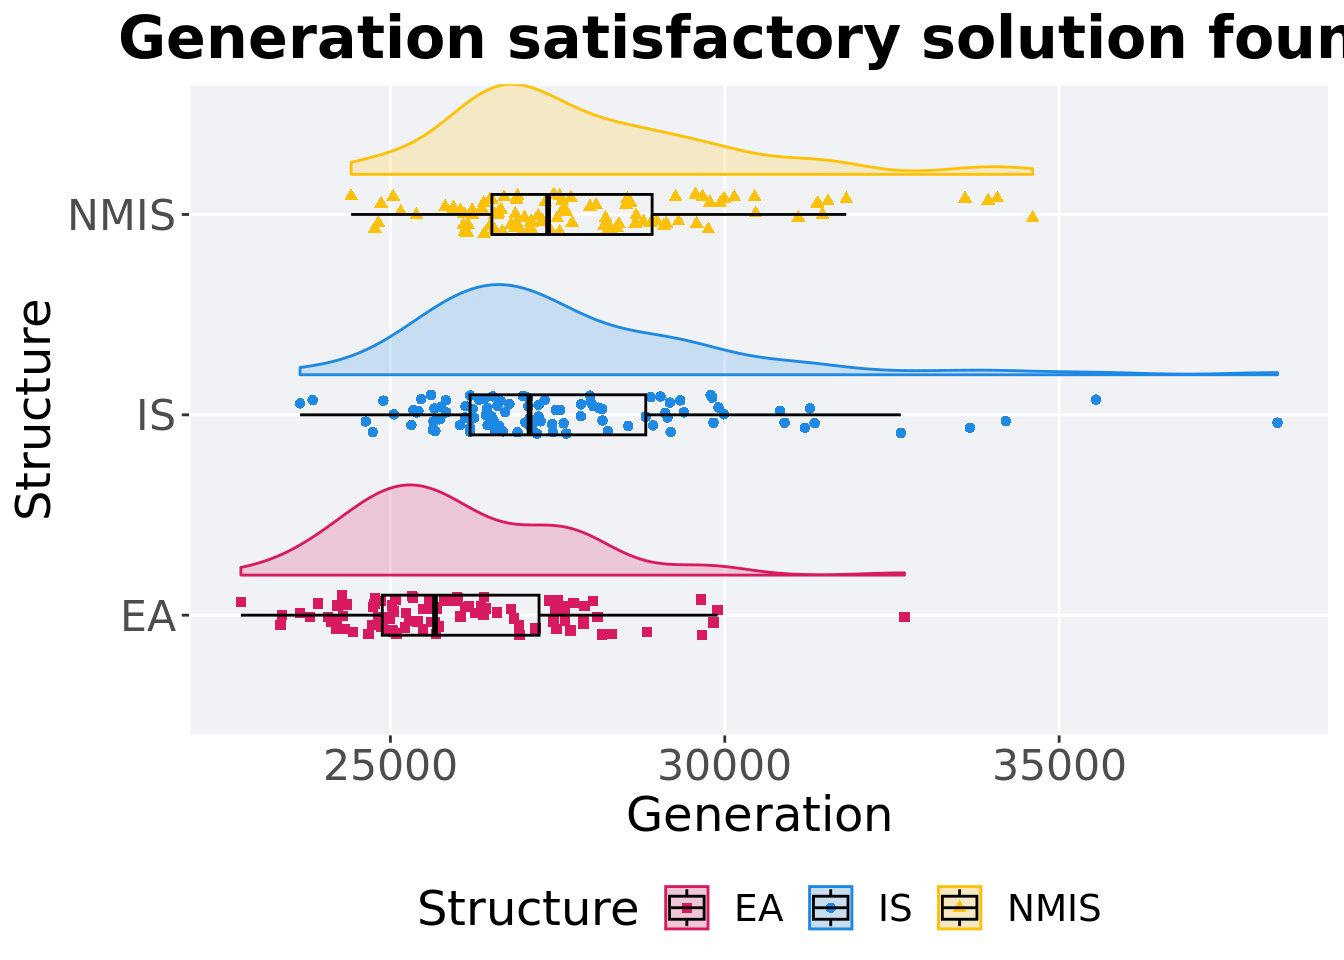 Generation satisfactory solution foun
NMIS
IS
EA
Structure
25000 30000 35000
Generation
Structure EA IS NMIS